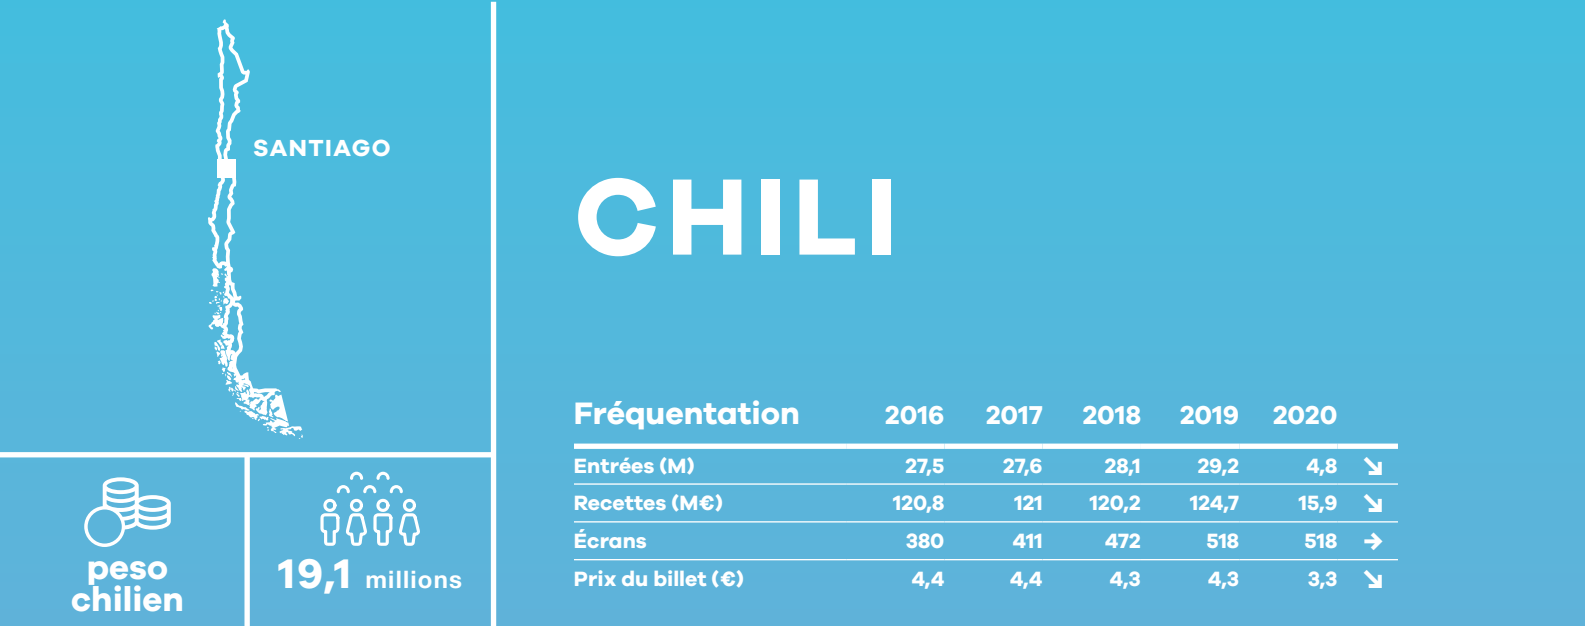 SANTIAGO
CHILI
peso
chilien
19,1 millions
Fréquentation 2016 2017 2018 2019 2020
Entrées (M) 27,5 27,6 28,1 29,2 4,8
Recettes (M€) 120,8 121 120,2 124,7 15,9
Écrans 380 411 472 518 518
Prix du billet (€) 4,4 4,4 4,3 4,3 3,3